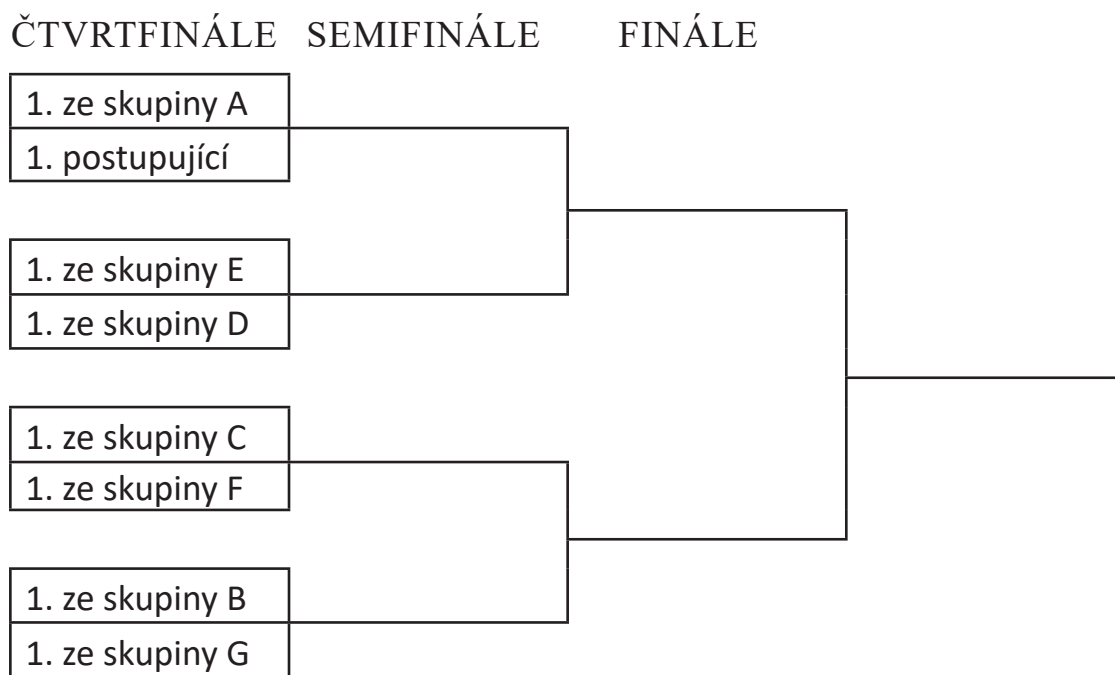 ČTVRTFINÁLE SEMIFINÁLE FINÁLE
1. ze skupiny A
1. postupující
1. ze skupiny E
1. ze skupiny D
1. ze skupiny C
1. ze skupiny F
1. ze skupiny B
1. ze skupiny G